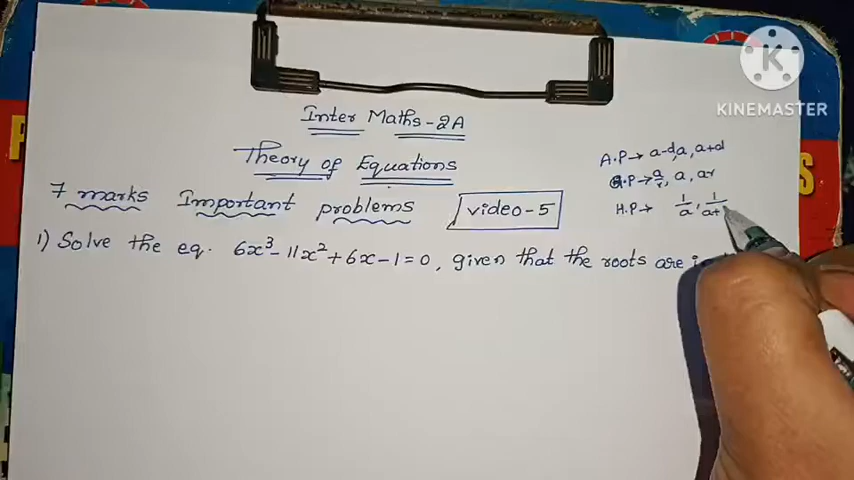 KINEMASTER
Inter Maths-2A
Theory of Equations
A.P→ a-d, a, a+d
G.P→ a/r, a, ar
H.P→ 1/a, 1/a+
7 marks Important problems video-5
1) Solve the eq. 6x³-11x²+6x-1=0, given that the roots are in